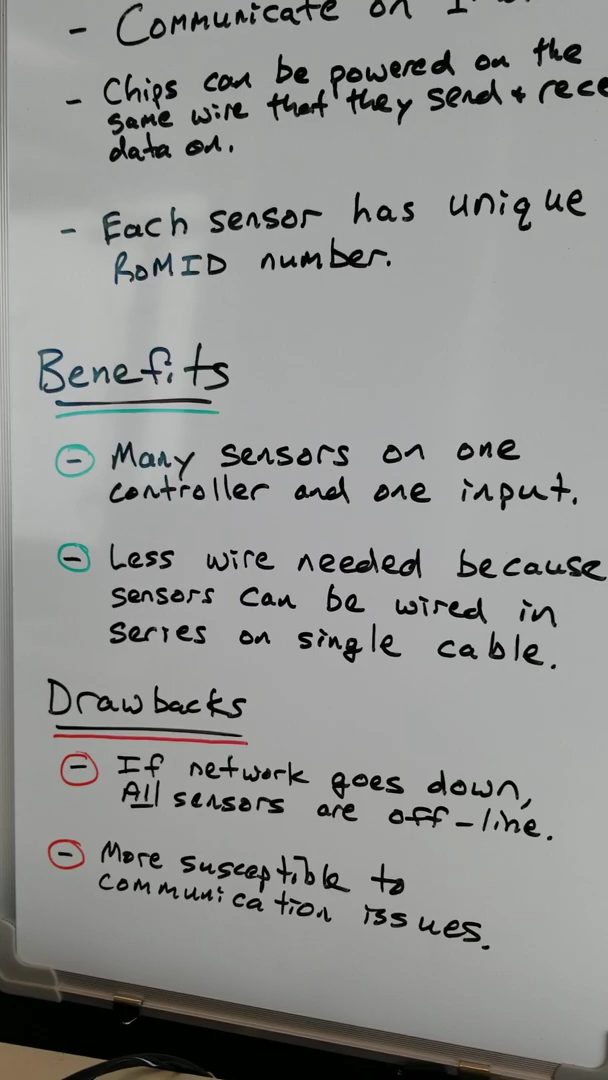 - Communicate on
- Chips can be powered on the
same wire that they send +
data on.
- Each sensor has unique
ROMID number.
Benefits
- Many sensors on one
controller and one input.
- Less wire needed because
sensors can be wired in
series on single cable.
Drawbacks
- If network goes down,
All sensors are off-line.
- More susceptible to
communication issues.